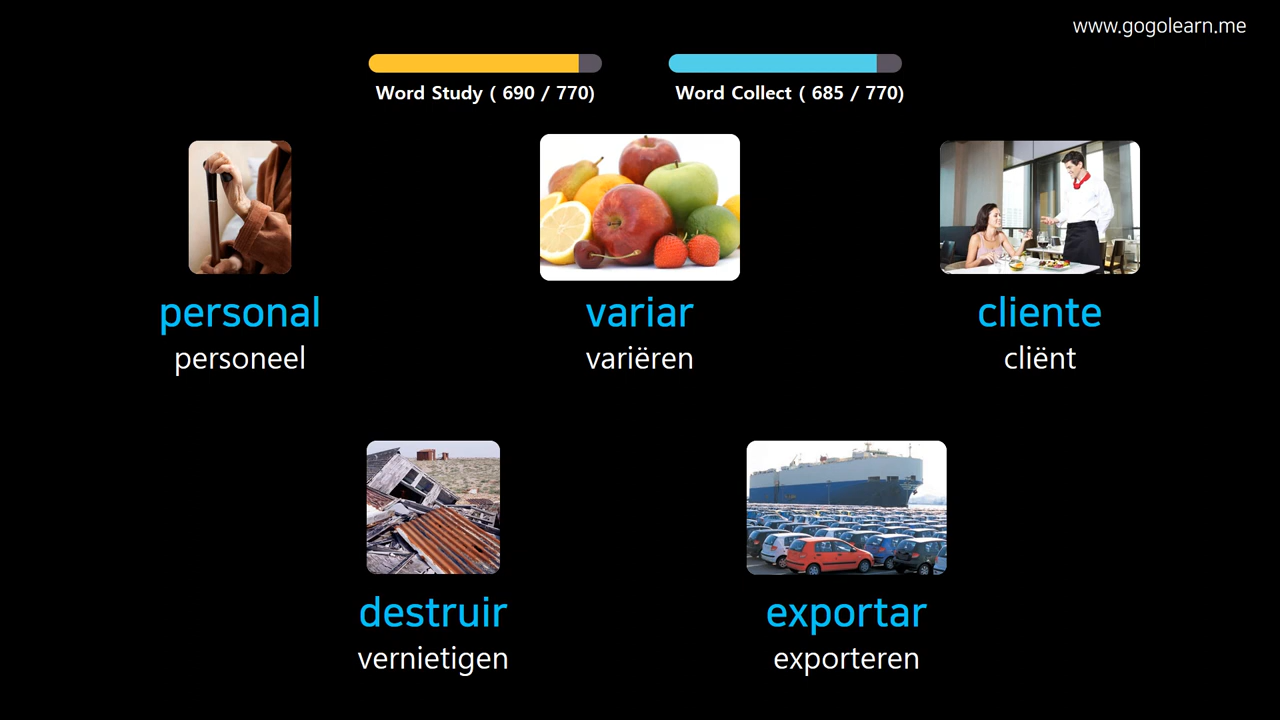 www.gogolearn.me
Word Study ( 690 / 770)
Word Collect ( 685 / 770)
personal
personeel
variar
variëren
cliente
cliënt
destruir
vernietigen
exportar
exporteren